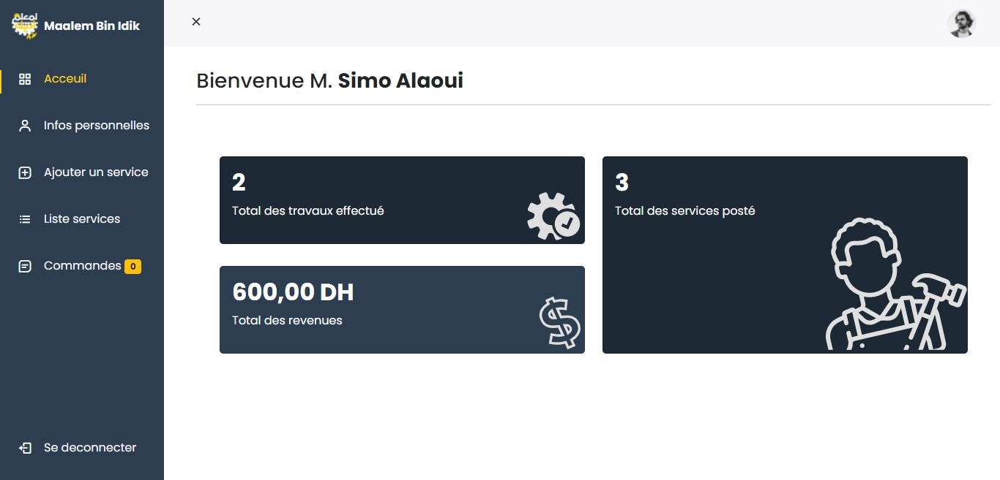 Maalem Bin Idik
Acceuil
Infos personnelles
Ajouter un service
Liste services
Commandes 0
Se deconnecter
Bienvenue M. Simo Alaoui
2
Total des travaux effectué
600,00 DH
Total des revenues
3
Total des services posté